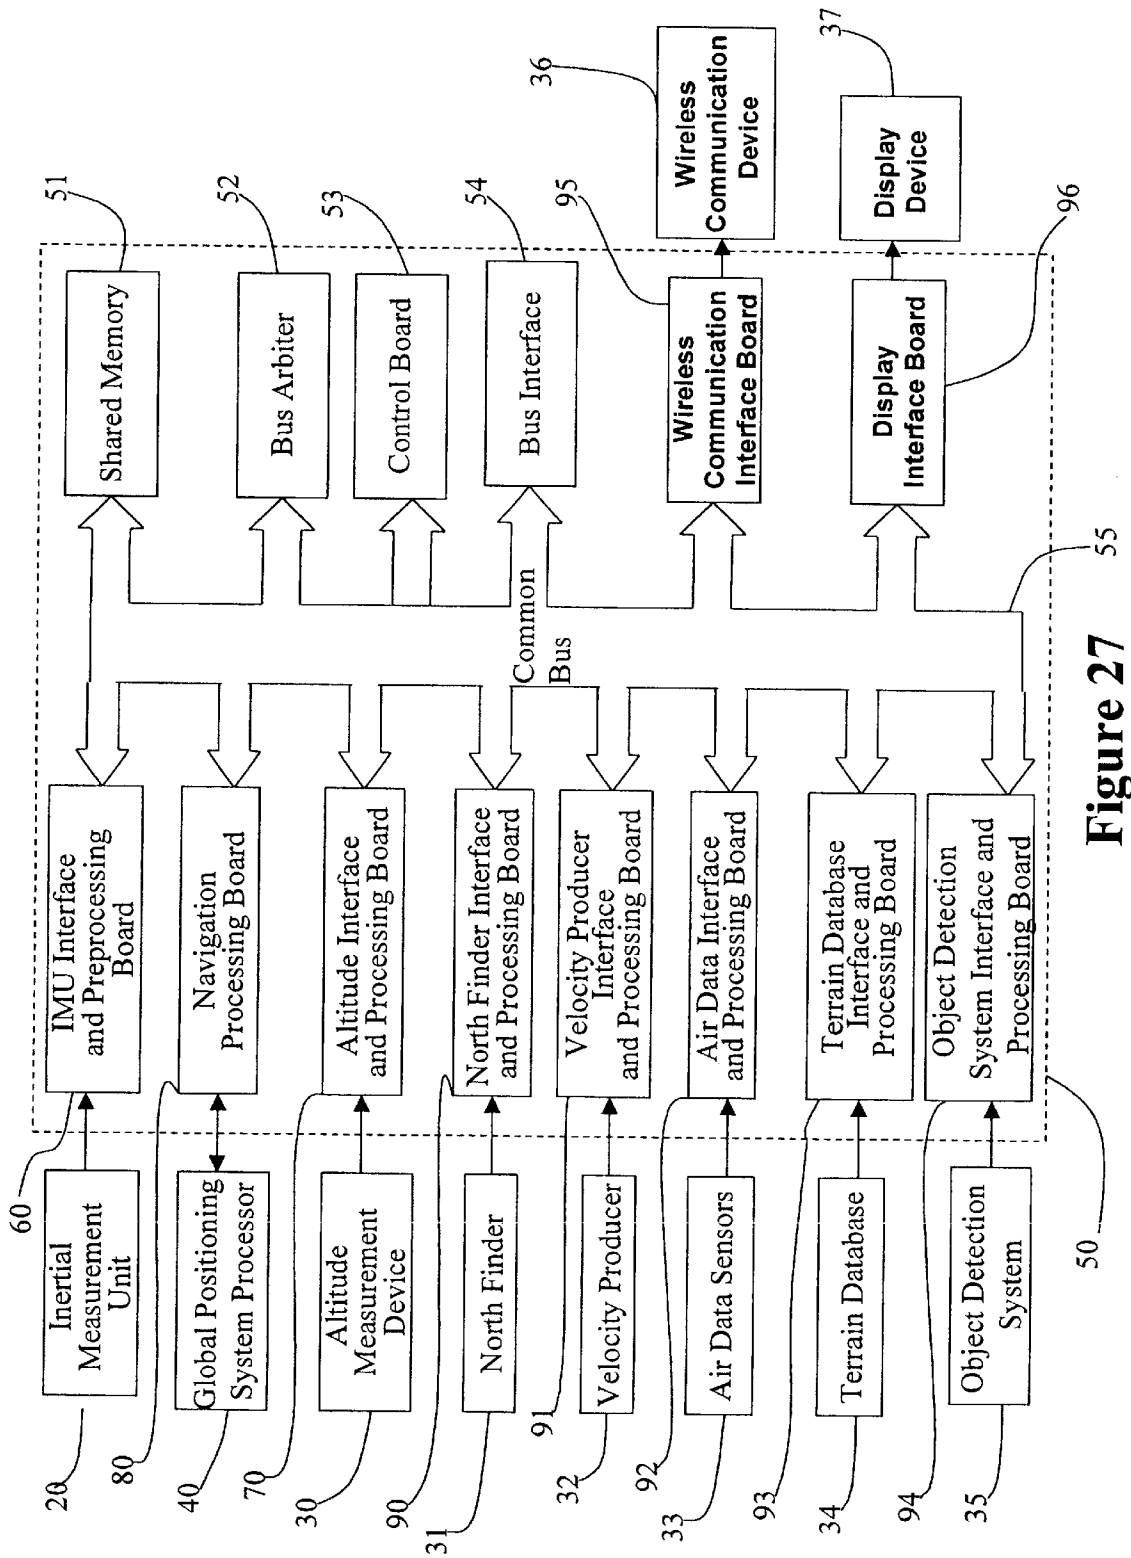 20
Inertial
Measurement
Unit
60
IMU Interface
and Preprocessing
Board
Shared Memory
51
80
40
Global Positioning
System Processor
Navigation
Processing Board
Bus Arbiter
52
70
30
Altitude
Measurement
Device
Altitude Interface
and Processing Board
Control Board
53
90
31
North Finder
North Finder Interface
and Processing Board
Common
Bus
Bus Interface
54
91
32
Velocity Producer
Velocity Producer
Interface
and Processing Board
92
33
Air Data Sensors
Air Data Interface
and Processing Board
Wireless
Communication
Interface Board
95
Wireless
Communication
Device
36
93
34
Terrain Database
Terrain Database
Interface and
Processing Board
Display
Interface Board
96
Display
Device
37
94
35
Object Detection
System
Object Detection
System Interface and
Processing Board
50
55
Figure 27